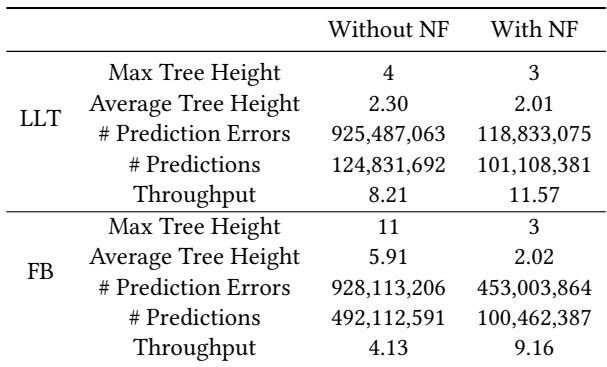 Without NF With NF
LLT
Max Tree Height 4 3
Average Tree Height 2.30 2.01
# Prediction Errors 925,487,063 118,833,075
# Predictions 124,831,692 101,108,381
Throughput 8.21 11.57
FB
Max Tree Height 11 3
Average Tree Height 5.91 2.02
# Prediction Errors 928,113,206 453,003,864
# Predictions 492,112,591 100,462,387
Throughput 4.13 9.16